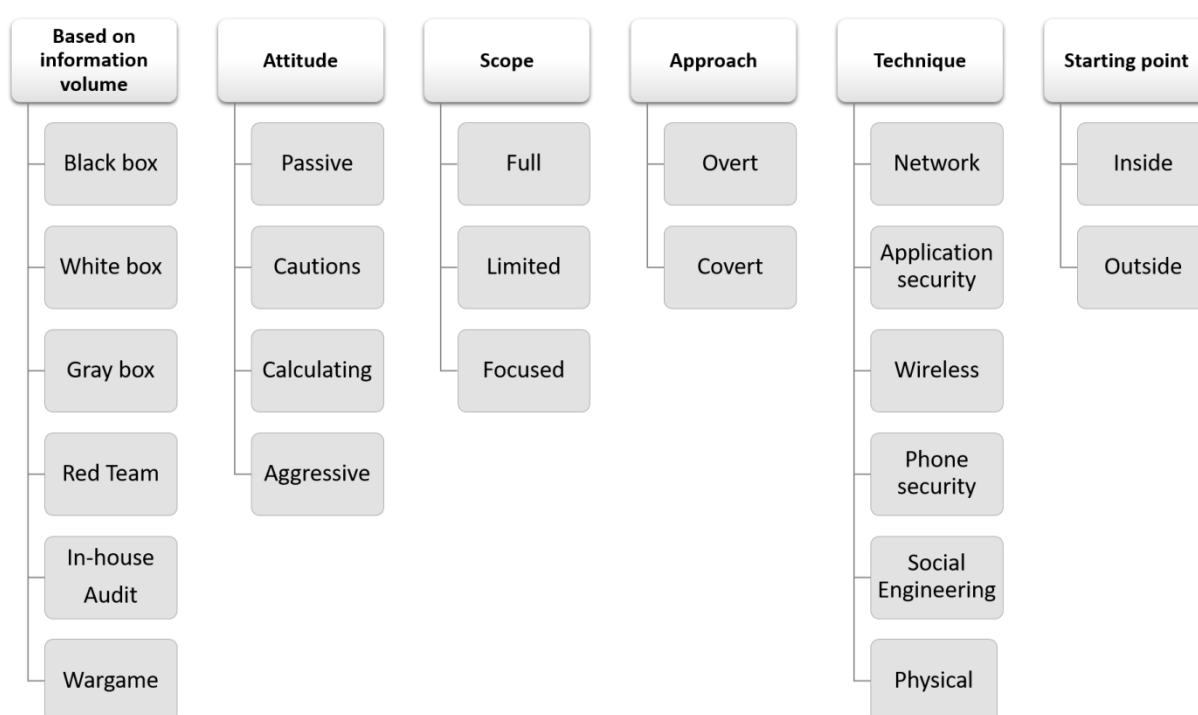 Based on
information
volume
Black box
White box
Gray box
Red Team
In-house
Audit
Wargame
Attitude
Passive
Cautions
Calculating
Aggressive
Scope
Full
Limited
Focused
Approach
Overt
Covert
Technique
Network
Application
security
Wireless
Phone
security
Social
Engineering
Physical
Starting point
Inside
Outside